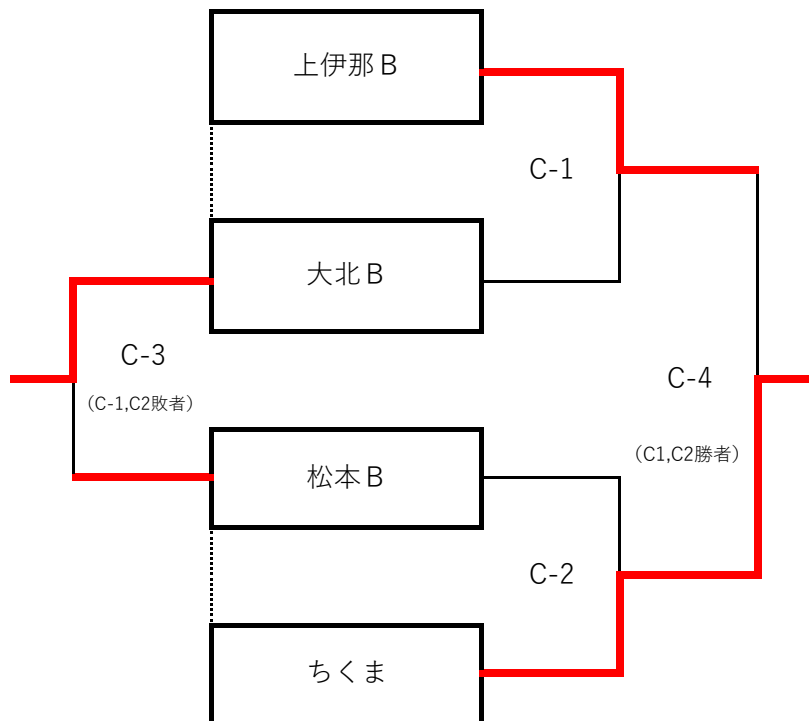 上伊那Ｂ
C-1
大北Ｂ
C-3
（C-1,C2敗者）
C-4
（C1,C2勝者）
松本Ｂ
C-2
ちくま